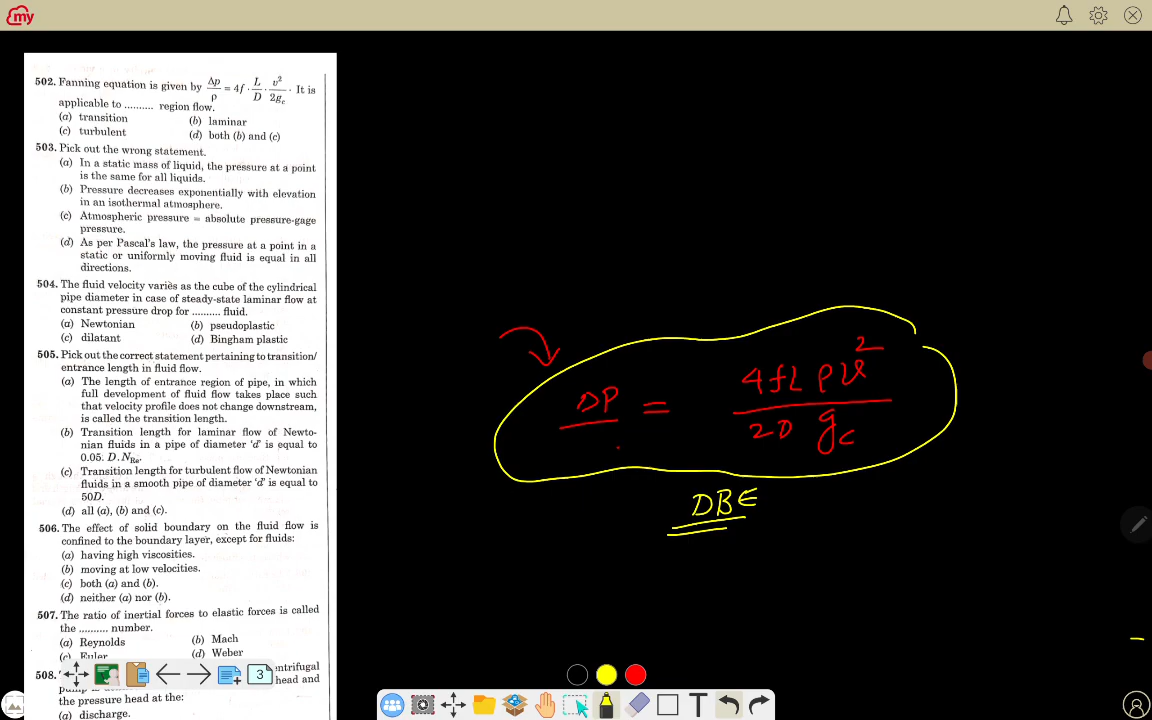 my
502. Fanning equation is given by Δp/ρ = 4f · L/D · v²/2g_c . It is
applicable to .......... region flow.
(a) transition (b) laminar
(c) turbulent (d) both (b) and (c)
503. Pick out the wrong statement.
(a) In a static mass of liquid, the pressure at a point
is the same for all liquids.
(b) Pressure decreases exponentially with elevation
in an isothermal atmosphere.
(c) Atmospheric pressure = absolute pressure-gage
pressure.
(d) As per Pascal's law, the pressure at a point in a
static or uniformly moving fluid is equal in all
directions.
504. The fluid velocity varies as the cube of the cylindrical
pipe diameter in case of steady-state laminar flow at
constant pressure drop for .......... fluid.
(a) Newtonian (b) pseudoplastic
(c) dilatant (d) Bingham plastic
505. Pick out the correct statement pertaining to transition/
entrance length in fluid flow.
(a) The length of entrance region of pipe, in which
full development of fluid flow takes place such
that velocity profile does not change downstream,
is called the transition length.
(b) Transition length for laminar flow of Newto-
nian fluids in a pipe of diameter 'd' is equal to
0.05. D. N_Re.
(c) Transition length for turbulent flow of Newtonian
fluids in a smooth pipe of diameter 'd' is equal to
50D.
(d) all (a), (b) and (c).
506. The effect of solid boundary on the fluid flow is
confined to the boundary layer, except for fluids:
(a) having high viscosities.
(b) moving at low velocities.
(c) both (a) and (b).
(d) neither (a) nor (b).
507. The ratio of inertial forces to elastic forces is called
the .......... number.
(a) Reynolds (b) Mach
(c) Euler (d) Weber
508. entrifugal
head and
the pressure head at the:
(a) discharge.
ΔP = 4fLρv²/2D g_c
DBE
3
T